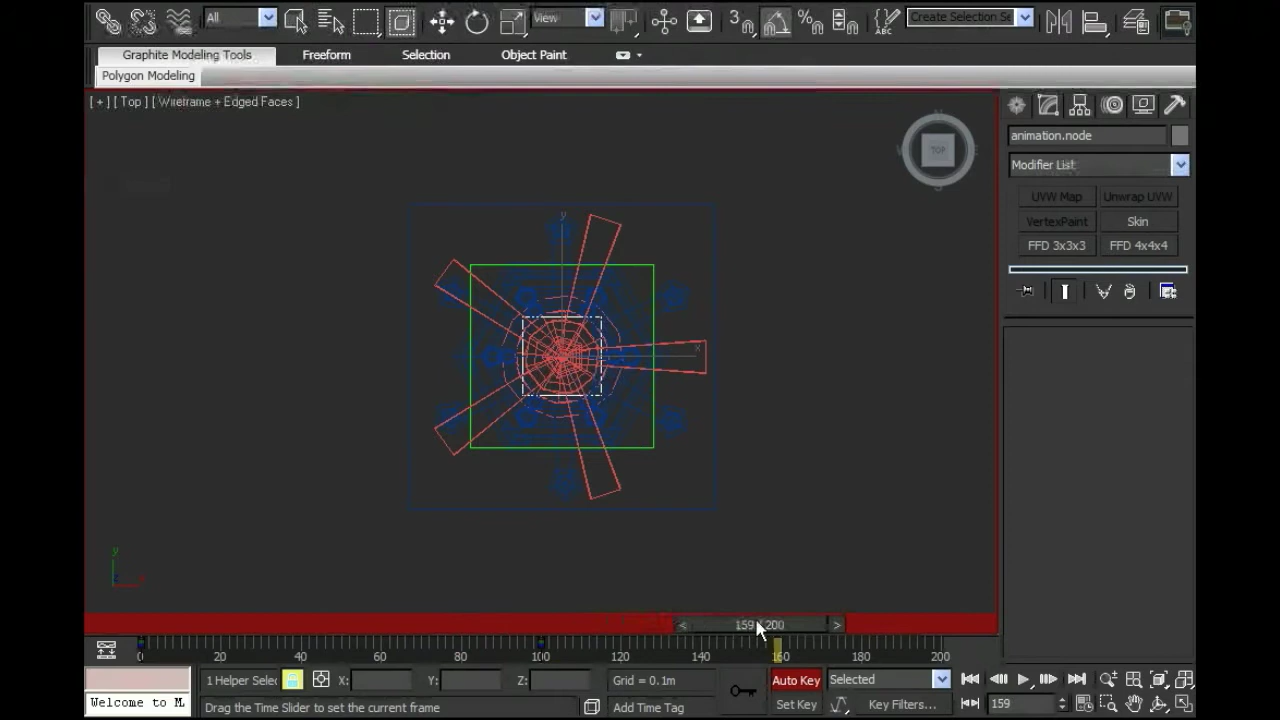 All
View
3
%
ABC
Create Selection Se
Graphite Modeling Tools
Freeform
Selection
Object Paint
Polygon Modeling
[ + ] [ Top ] [ Wireframe + Edged Faces ]
TOP
animation.node
Modifier List
UVW Map
Unwrap UVW
VertexPaint
Skin
FFD 3x3x3
FFD 4x4x4
y
x
y
< 159 / 200 >
0 20 40 60 80 100 120 140 160 180 200
1 Helper Selec
X:
Y:
Z:
Grid = 0.1m
Auto Key
Selected
Welcome to M
Drag the Time Slider to set the current frame
Add Time Tag
Set Key
Key Filters...
159